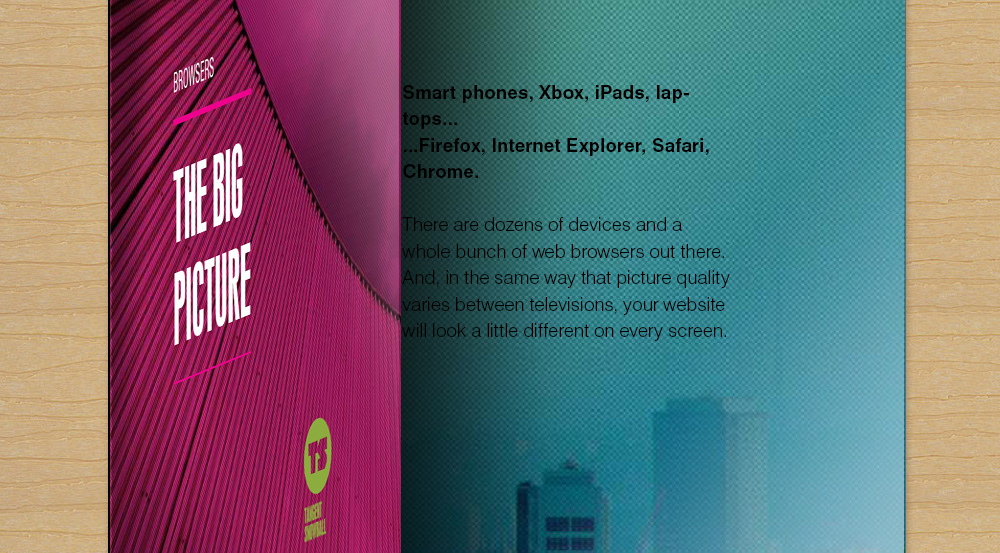 BROWSERS
THE BIG
PICTURE
TS
TANGENT
SNOWBALL
Smart phones, Xbox, iPads, lap-
tops...
...Firefox, Internet Explorer, Safari,
Chrome.
There are dozens of devices and a
whole bunch of web browsers out there.
And, in the same way that picture quality
varies between televisions, your website
will look a little different on every screen.